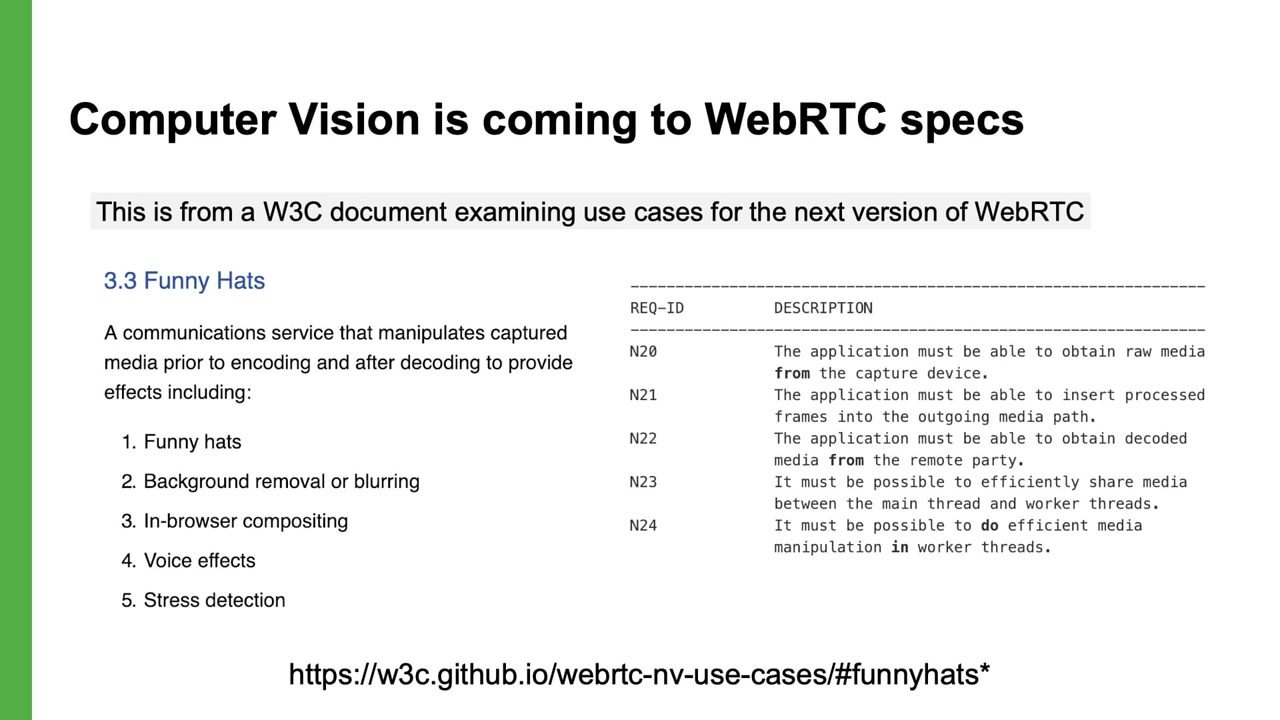 Computer Vision is coming to WebRTC specs
This is from a W3C document examining use cases for the next version of WebRTC
3.3 Funny Hats
A communications service that manipulates captured
media prior to encoding and after decoding to provide
effects including:
1. Funny hats
2. Background removal or blurring
3. In-browser compositing
4. Voice effects
5. Stress detection
----------------------------------------------------------------
REQ-ID DESCRIPTION
----------------------------------------------------------------
N20 The application must be able to obtain raw media
from the capture device.
N21 The application must be able to insert processed
frames into the outgoing media path.
N22 The application must be able to obtain decoded
media from the remote party.
N23 It must be possible to efficiently share media
between the main thread and worker threads.
N24 It must be possible to do efficient media
manipulation in worker threads.
https://w3c.github.io/webrtc-nv-use-cases/#funnyhats*